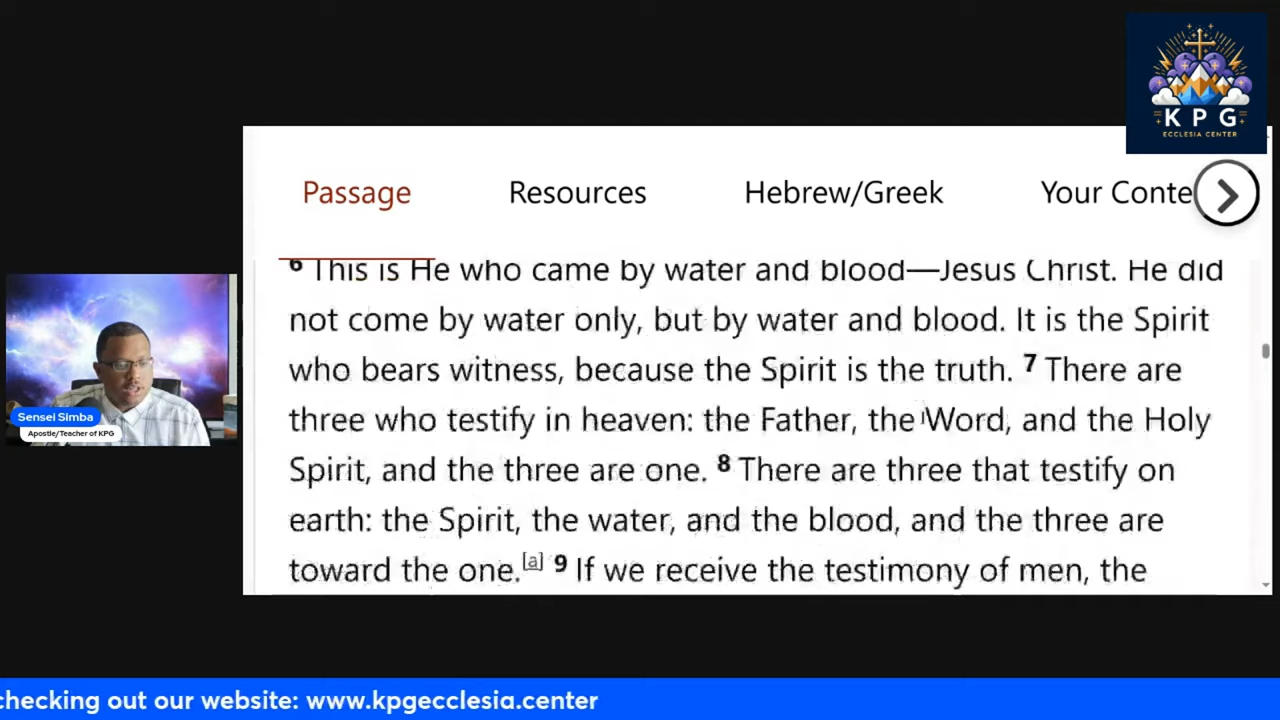 K P G
ECCLESIA CENTER
Passage
Resources
Hebrew/Greek
Your Conte
6 This is He who came by water and blood—Jesus Christ. He did
not come by water only, but by water and blood. It is the Spirit
who bears witness, because the Spirit is the truth. 7 There are
three who testify in heaven: the Father, the Word, and the Holy
Spirit, and the three are one. 8 There are three that testify on
earth: the Spirit, the water, and the blood, and the three are
toward the one.[a] 9 If we receive the testimony of men, the
Sensei Simba
Apostle/Teacher of KPG
checking out our website: www.kpgecclesia.center